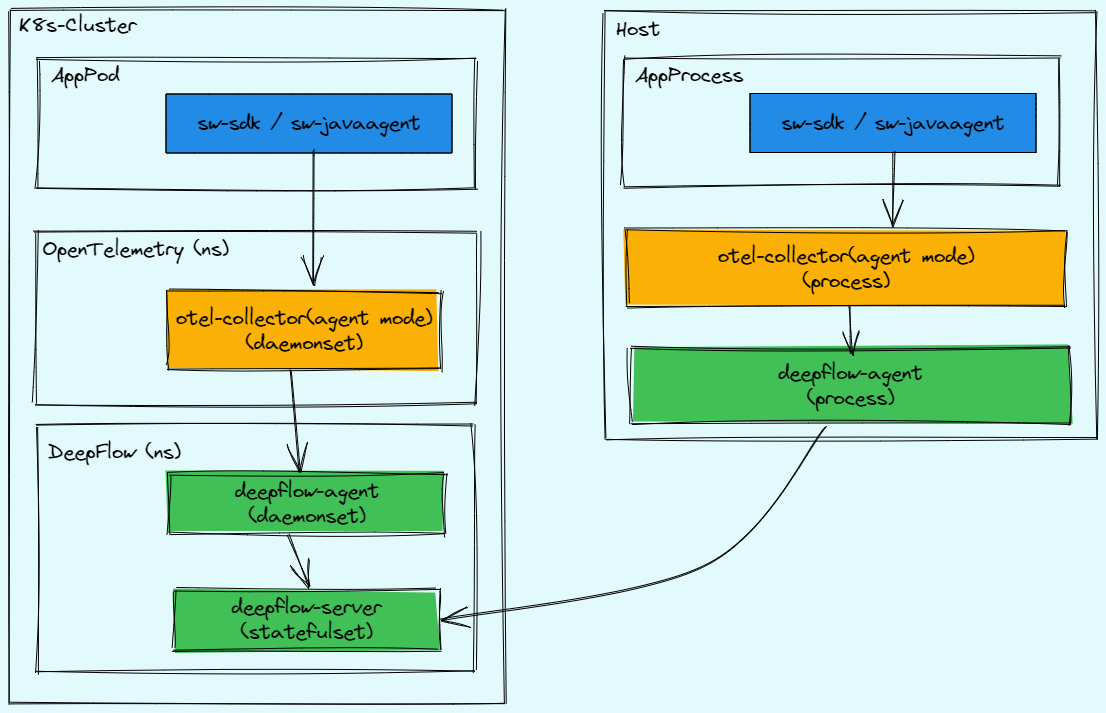 K8s-Cluster
AppPod
sw-sdk / sw-javaagent
OpenTelemetry (ns)
otel-collector(agent mode)
(daemonset)
DeepFlow (ns)
deepflow-agent
(daemonset)
deepflow-server
(statefulset)
Host
AppProcess
sw-sdk / sw-javaagent
otel-collector(agent mode)
(process)
deepflow-agent
(process)